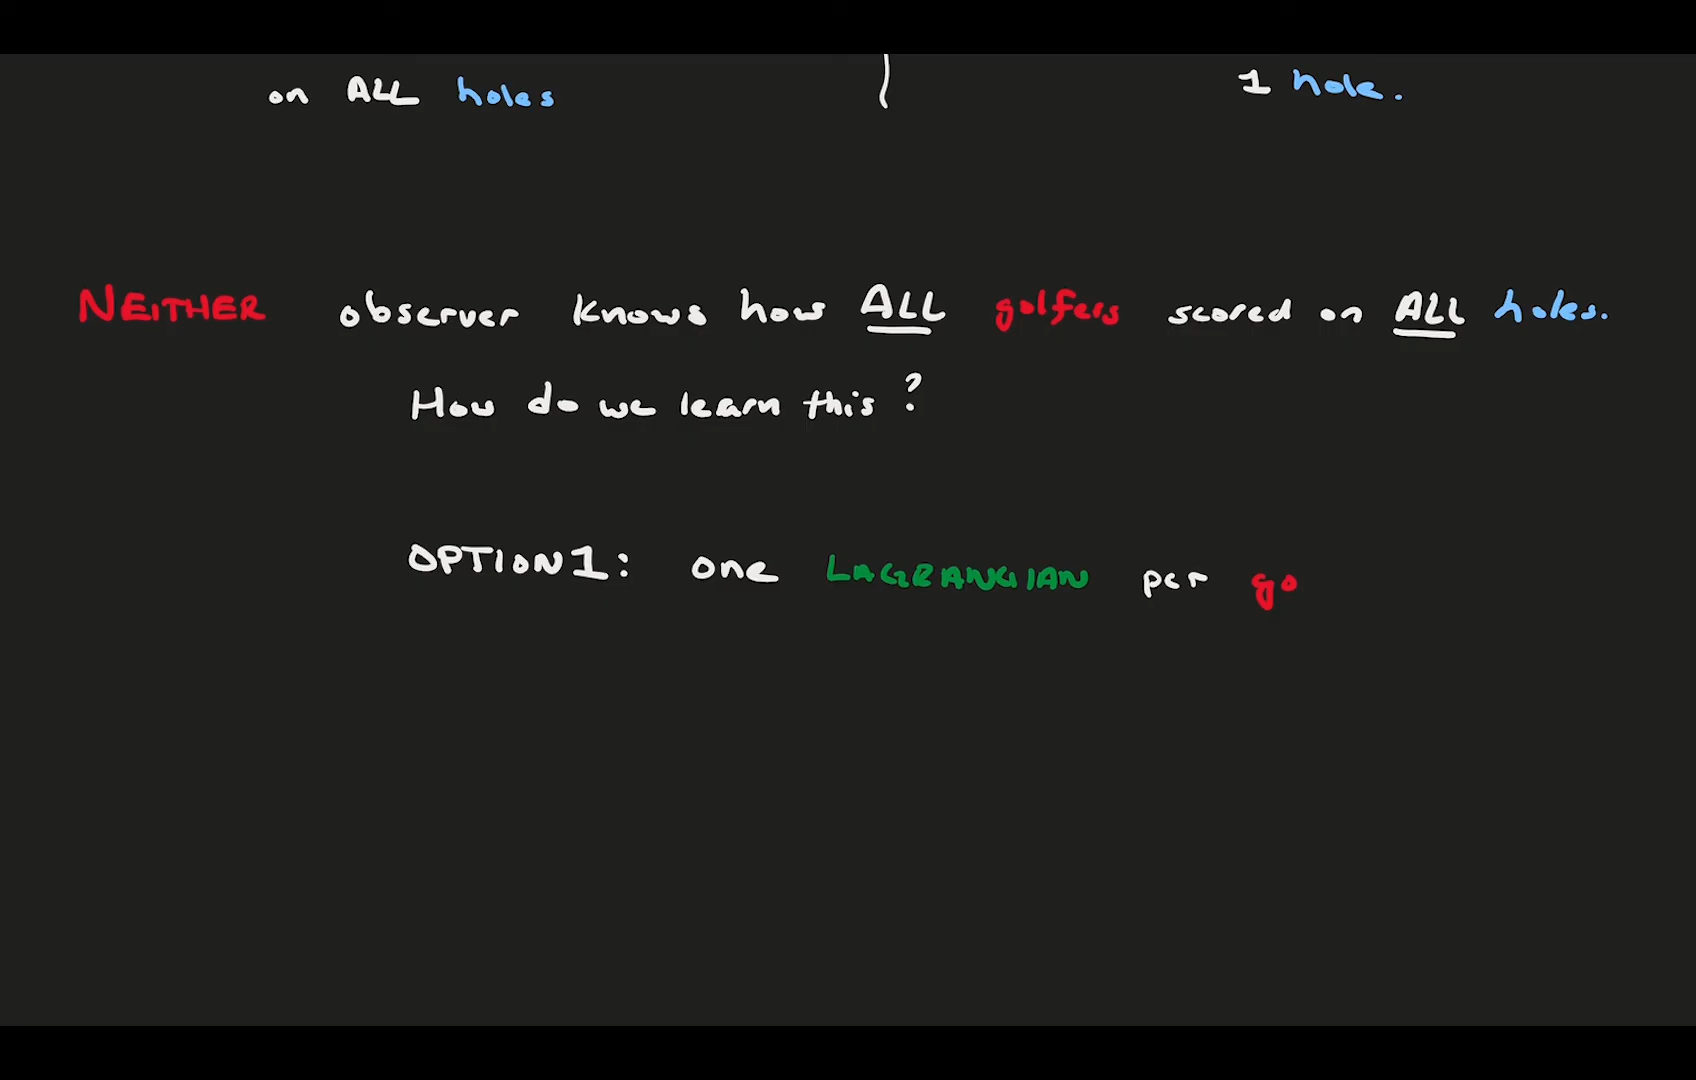 on ALL holes
1 hole.
NEITHER observer knows how ALL golfers scored on ALL holes.
How do we learn this?
OPTION 1: one LAGRANGIAN per go